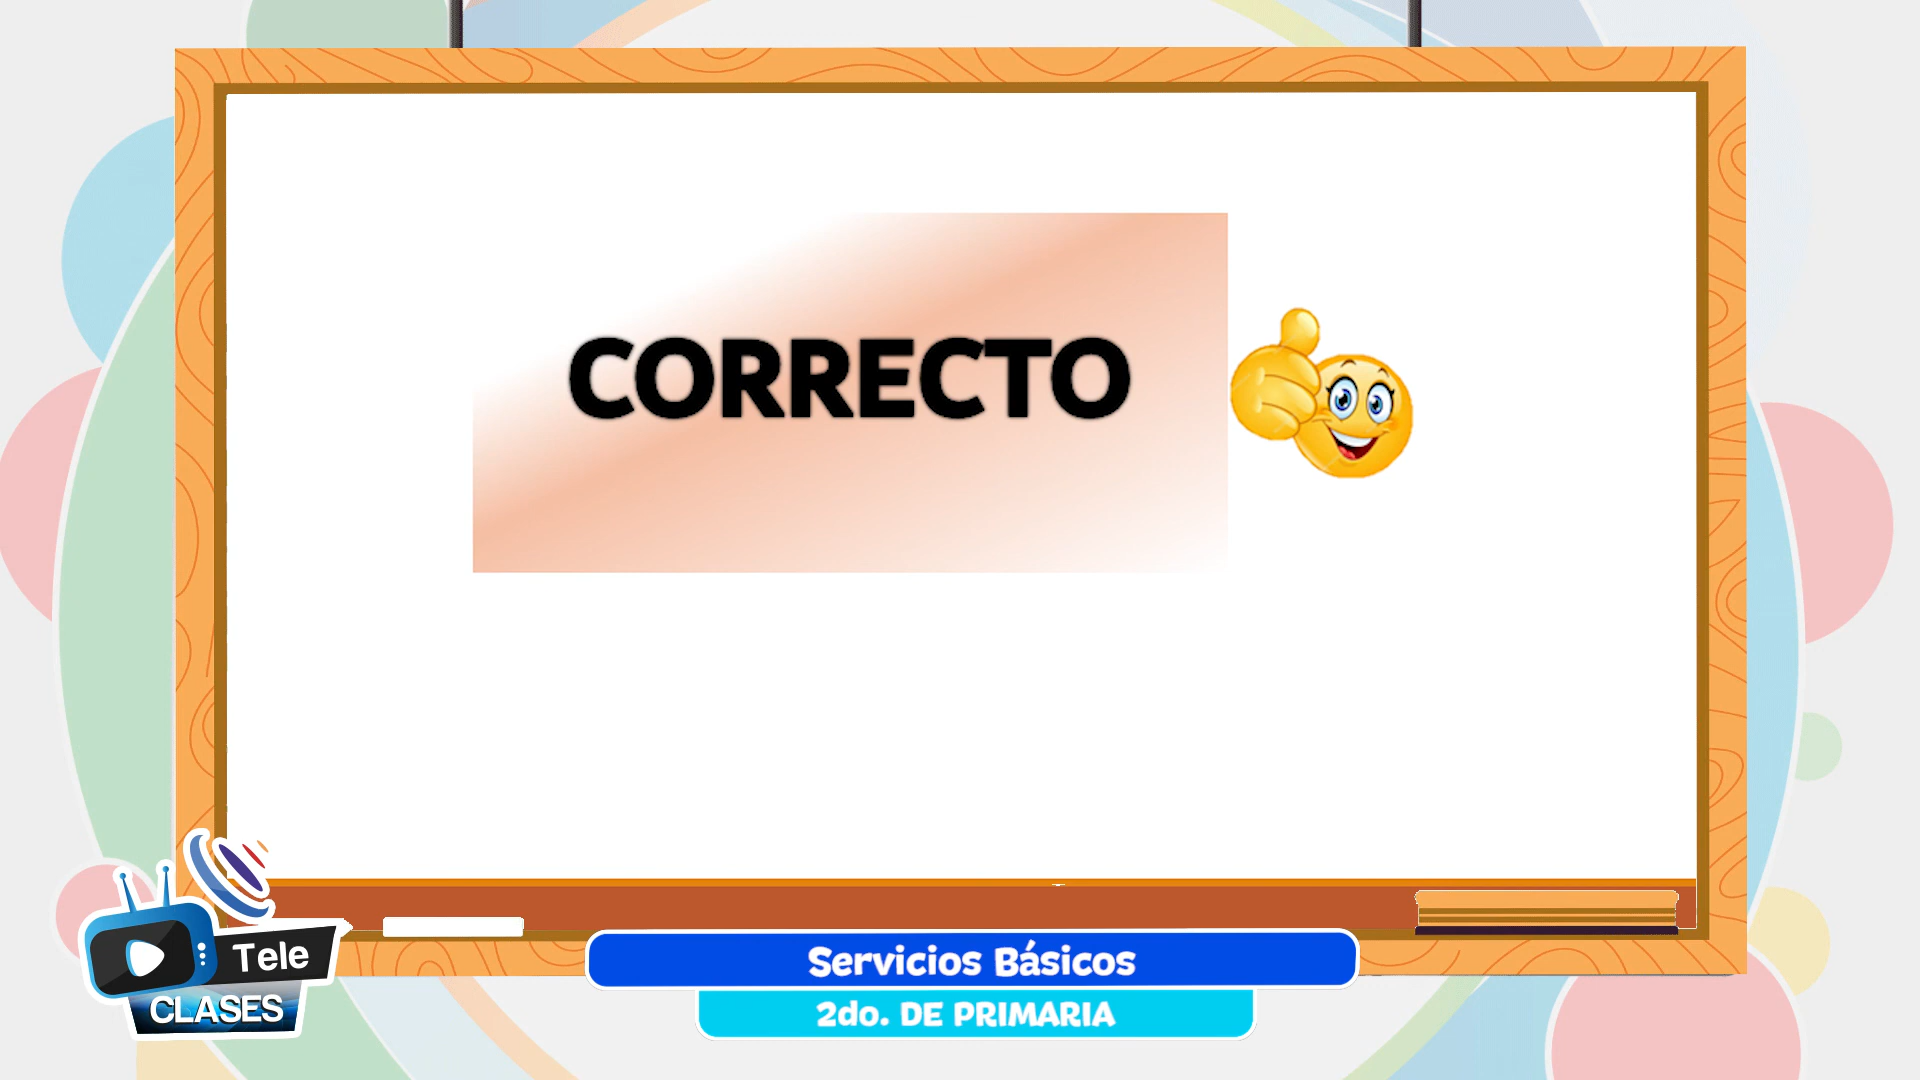 CORRECTO
Tele
CLASES
Servicios Básicos
2do. DE PRIMARIA